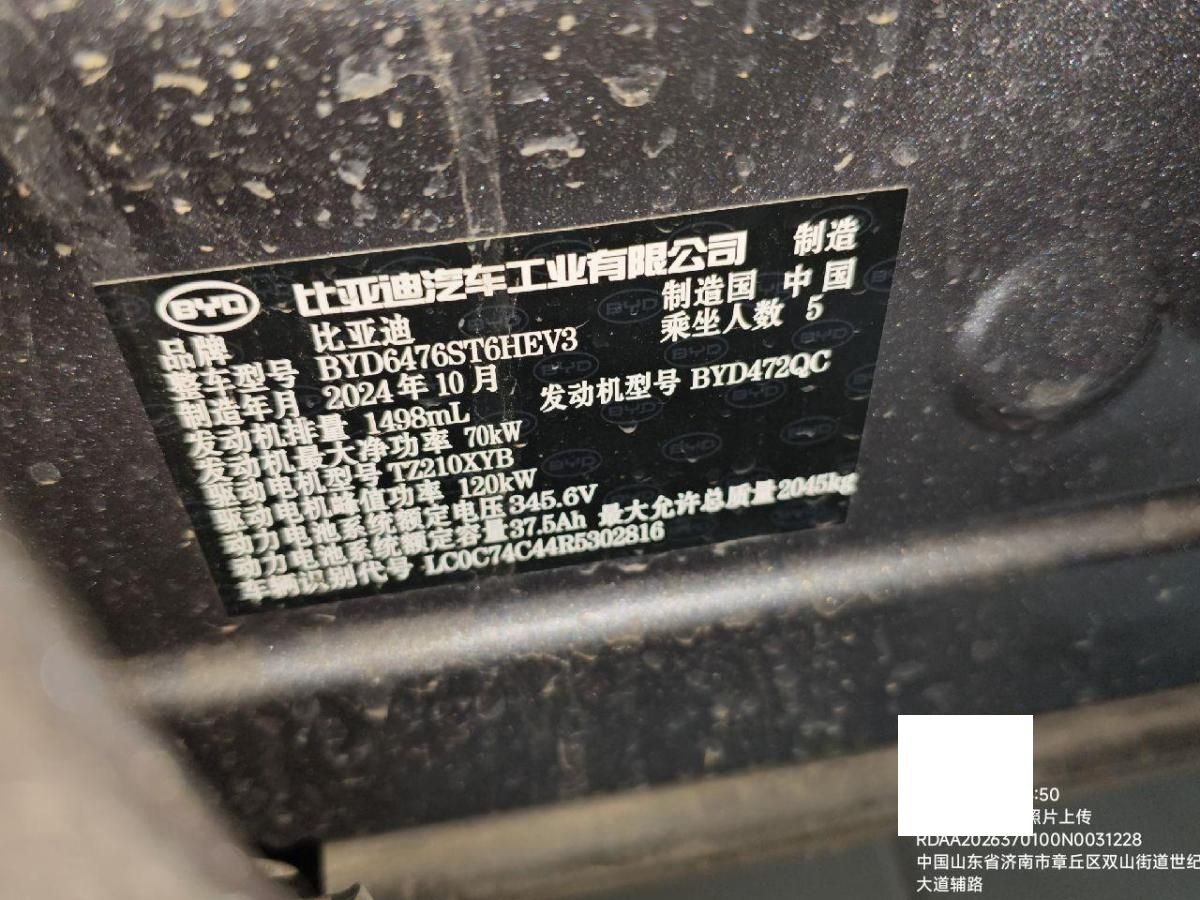 BYD 比亚迪汽车工业有限公司 制造
品牌 比亚迪 制造国 中国
整车型号 BYD6476ST6HEV3 乘坐人数 5
制造年月 2024年10月
发动机排量 1498mL 发动机型号 BYD472QC
发动机最大净功率 70kW
驱动电机型号 TZ210XYB
驱动电机峰值功率 120kW
动力电池系统额定电压 345.6V
动力电池系统额定容量 37.5Ah 最大允许总质量 2045kg
车辆识别代号 LC0C74C44R5302816
:50
照片上传
RDAA2026370100N0031228
中国山东省济南市章丘区双山街道世纪
大道辅路